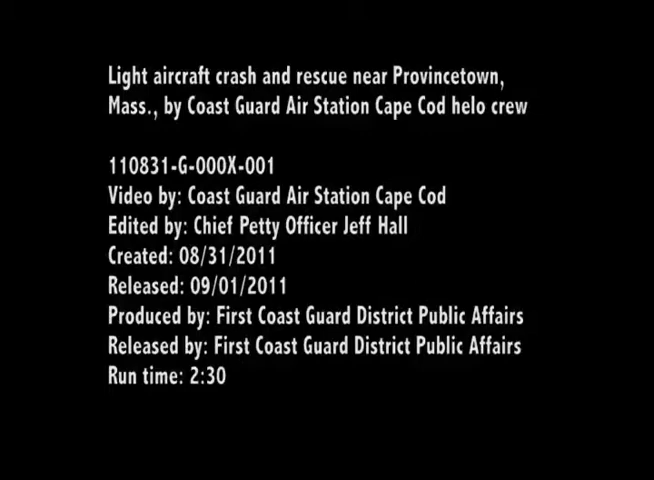 Light aircraft crash and rescue near Provincetown,
Mass., by Coast Guard Air Station Cape Cod helo crew
110831-G-000X-001
Video by: Coast Guard Air Station Cape Cod
Edited by: Chief Petty Officer Jeff Hall
Created: 08/31/2011
Released: 09/01/2011
Produced by: First Coast Guard District Public Affairs
Released by: First Coast Guard District Public Affairs
Run time: 2:30